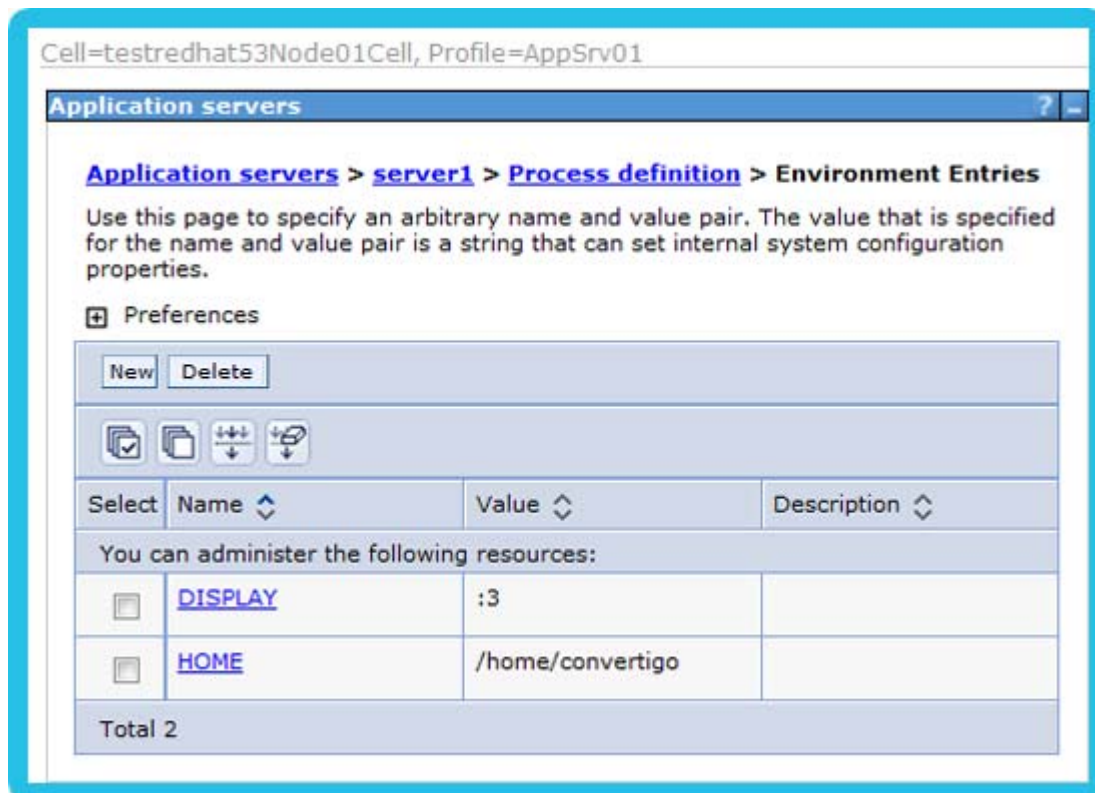 Cell=testredhat53Node01Cell, Profile=AppSrv01
Application servers ? -
Application servers > server1 > Process definition > Environment Entries
Use this page to specify an arbitrary name and value pair. The value that is specified
for the name and value pair is a string that can set internal system configuration
properties.
+ Preferences
New Delete
Select Name Value Description
You can administer the following resources:
DISPLAY :3
HOME /home/convertigo
Total 2